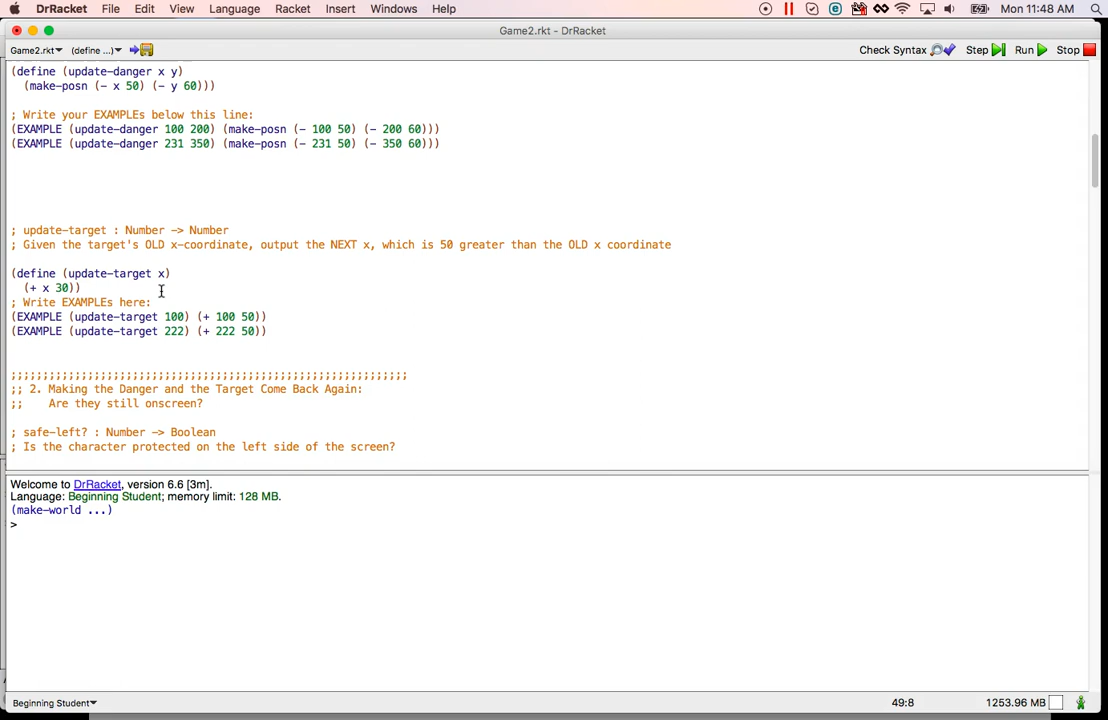 DrRacket File Edit View Language Racket Insert Windows Help Mon 11:48 AM
Game2.rkt - DrRacket
Game2.rkt▾ (define ...)▾ Check Syntax Step Run Stop
(define (update-danger x y)
(make-posn (- x 50) (- y 60)))
; Write your EXAMPLEs below this line:
(EXAMPLE (update-danger 100 200) (make-posn (- 100 50) (- 200 60)))
(EXAMPLE (update-danger 231 350) (make-posn (- 231 50) (- 350 60)))
; update-target : Number -> Number
; Given the target's OLD x-coordinate, output the NEXT x, which is 50 greater than the OLD x coordinate
(define (update-target x)
(+ x 30))
; Write EXAMPLEs here:
(EXAMPLE (update-target 100) (+ 100 50))
(EXAMPLE (update-target 222) (+ 222 50))
;;;;;;;;;;;;;;;;;;;;;;;;;;;;;;;;;;;;;;;;;;;;;;;;;;;;;;;;;;;;;;
;; 2. Making the Danger and the Target Come Back Again:
;; Are they still onscreen?
; safe-left? : Number -> Boolean
; Is the character protected on the left side of the screen?
Welcome to DrRacket, version 6.6 [3m].
Language: Beginning Student; memory limit: 128 MB.
(make-world ...)
>
Beginning Student▾ 49:8 1253.96 MB